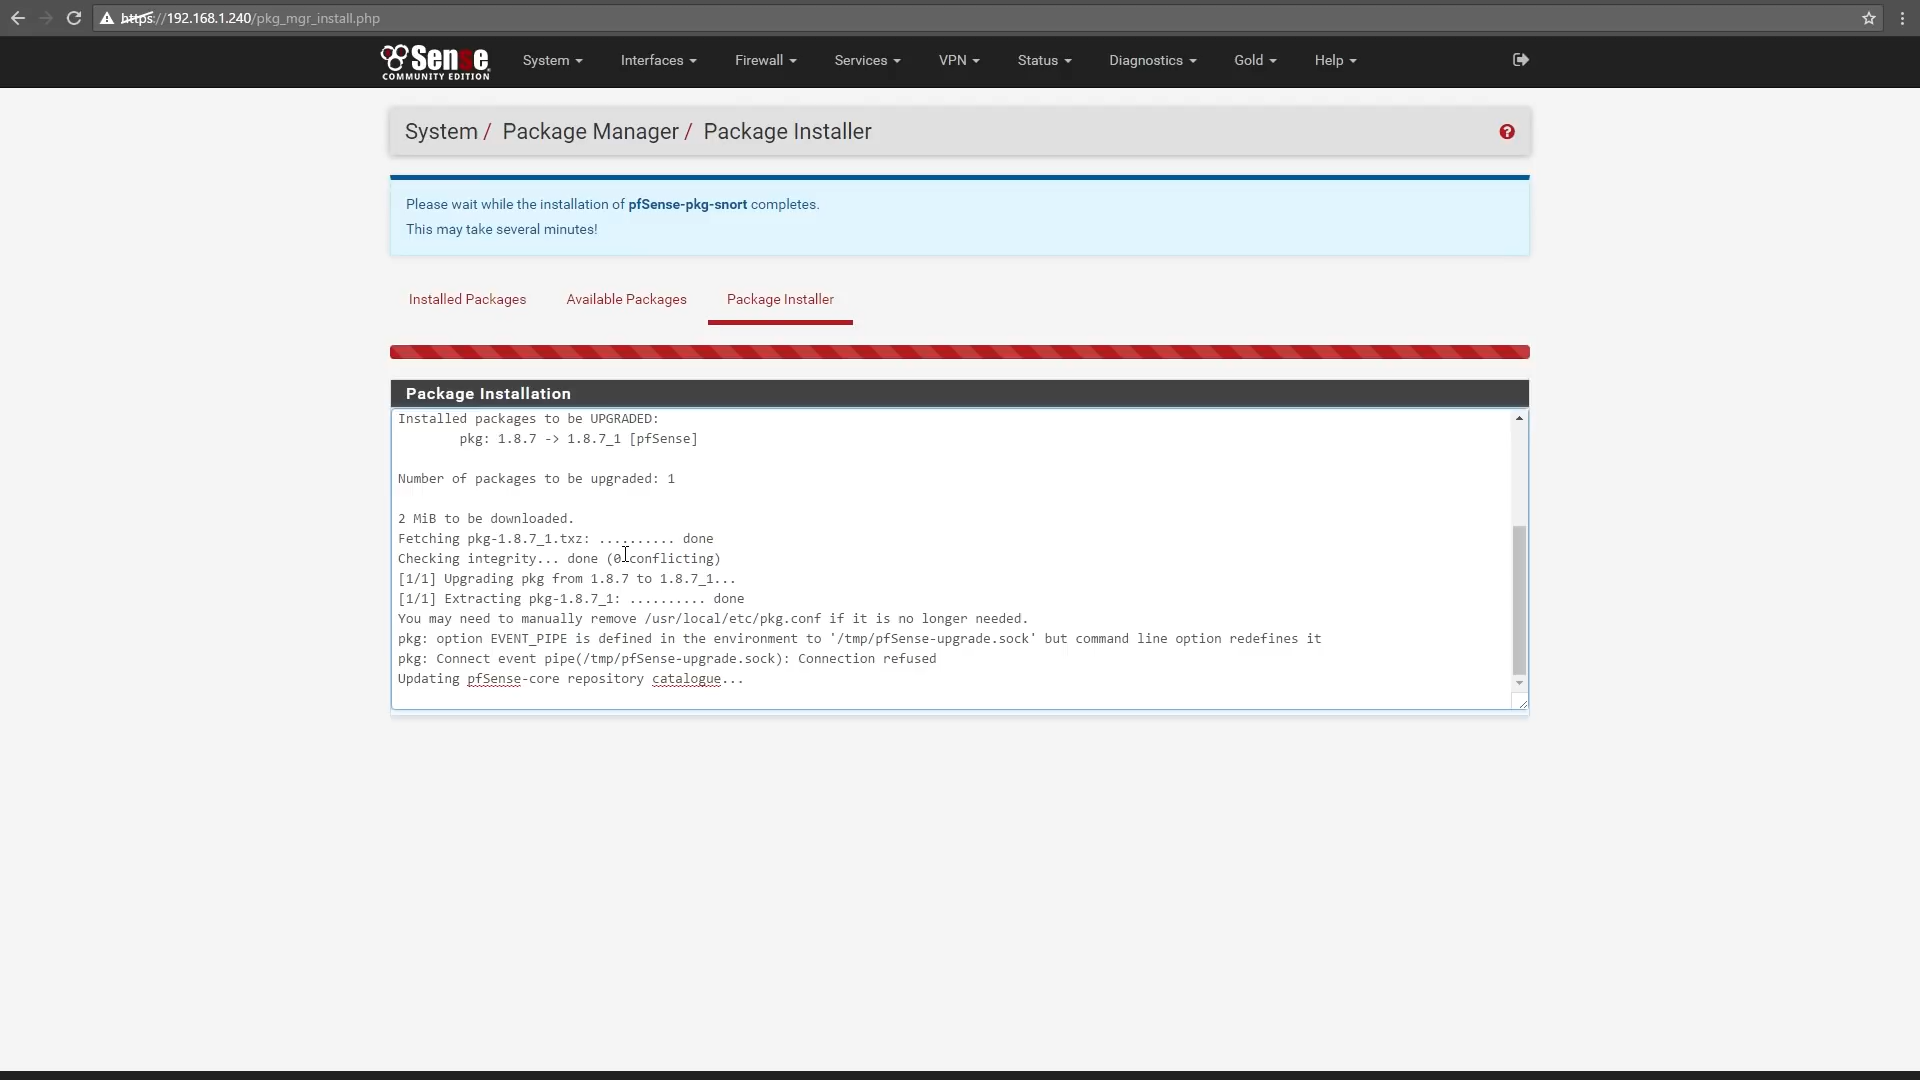 https://192.168.1.240/pkg_mgr_install.php
Sense
COMMUNITY EDITION
System Interfaces Firewall Services VPN Status Diagnostics Gold Help
System / Package Manager / Package Installer
Please wait while the installation of pfSense-pkg-snort completes.
This may take several minutes!
Installed Packages Available Packages Package Installer
Package Installation
Installed packages to be UPGRADED:
pkg: 1.8.7 -> 1.8.7_1 [pfSense]
Number of packages to be upgraded: 1
2 MiB to be downloaded.
Fetching pkg-1.8.7_1.txz: .......... done
Checking integrity... done (0 conflicting)
[1/1] Upgrading pkg from 1.8.7 to 1.8.7_1...
[1/1] Extracting pkg-1.8.7_1: .......... done
You may need to manually remove /usr/local/etc/pkg.conf if it is no longer needed.
pkg: option EVENT_PIPE is defined in the environment to '/tmp/pfSense-upgrade.sock' but command line option redefines it
pkg: Connect event pipe(/tmp/pfSense-upgrade.sock): Connection refused
Updating pfSense-core repository catalogue...